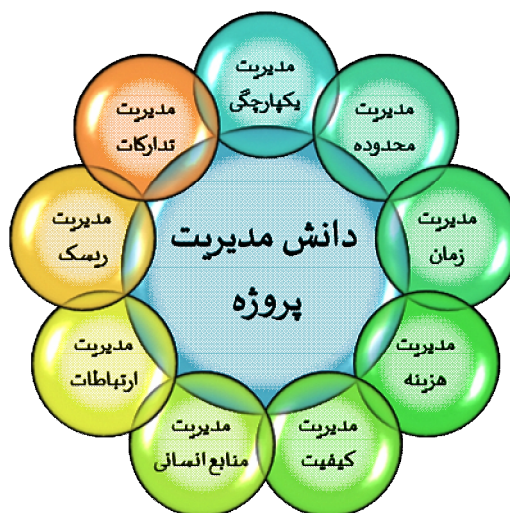 دانش مدیریت
پروژه
مدیریت
یکپارچگی
مدیریت
محدوده
مدیریت
زمان
مدیریت
هزینه
مدیریت
کیفیت
مدیریت
منابع انسانی
مدیریت
ارتباطات
مدیریت
ریسک
مدیریت
تدارکات